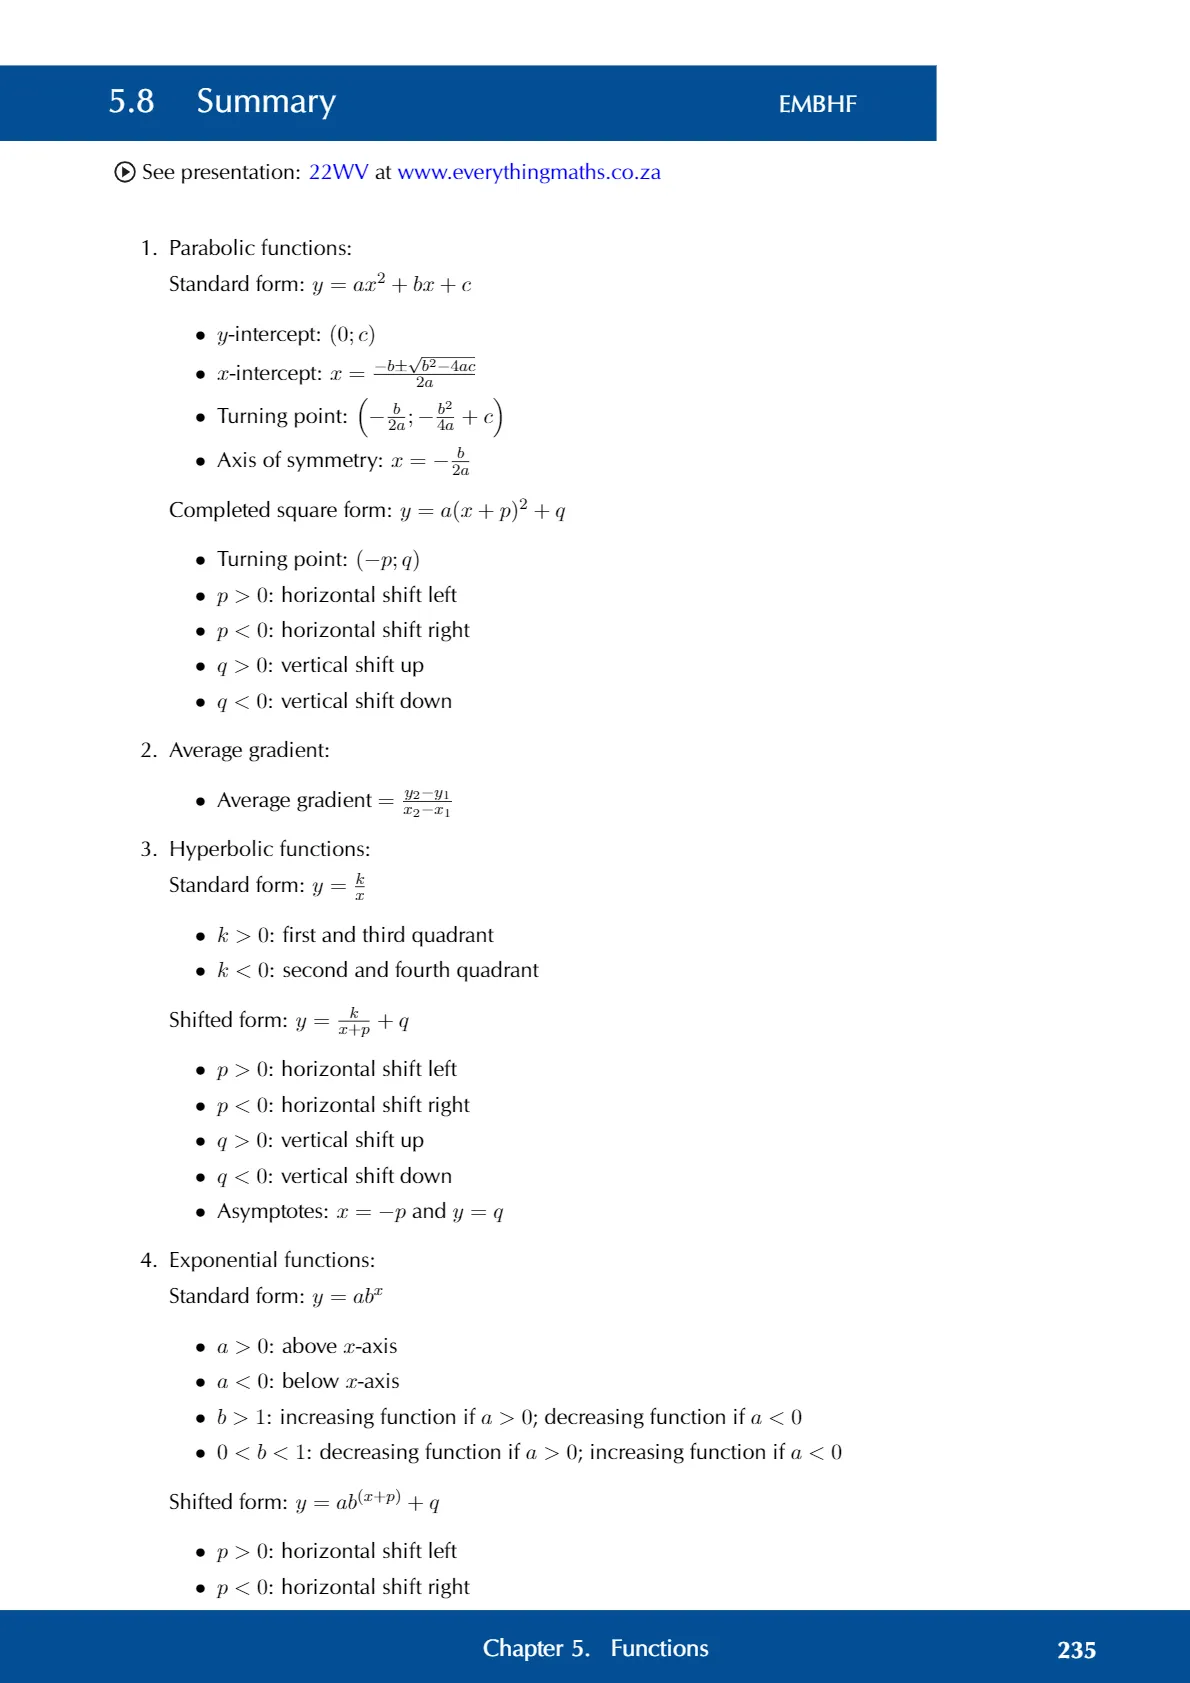 5.8 Summary EMBHF
See presentation: 22WV at www.everythingmaths.co.za
1. Parabolic functions:
Standard form: $y = ax^2 + bx + c$
• $y$-intercept: $(0; c)$
• $x$-intercept: $x = \frac{-b \pm \sqrt{b^2-4ac}}{2a}$
• Turning point: $\left(-\frac{b}{2a}; -\frac{b^2}{4a} + c\right)$
• Axis of symmetry: $x = -\frac{b}{2a}$
Completed square form: $y = a(x + p)^2 + q$
• Turning point: $(-p; q)$
• $p > 0$: horizontal shift left
• $p < 0$: horizontal shift right
• $q > 0$: vertical shift up
• $q < 0$: vertical shift down
2. Average gradient:
• Average gradient $= \frac{y_2-y_1}{x_2-x_1}$
3. Hyperbolic functions:
Standard form: $y = \frac{k}{x}$
• $k > 0$: first and third quadrant
• $k < 0$: second and fourth quadrant
Shifted form: $y = \frac{k}{x+p} + q$
• $p > 0$: horizontal shift left
• $p < 0$: horizontal shift right
• $q > 0$: vertical shift up
• $q < 0$: vertical shift down
• Asymptotes: $x = -p$ and $y = q$
4. Exponential functions:
Standard form: $y = ab^x$
• $a > 0$: above $x$-axis
• $a < 0$: below $x$-axis
• $b > 1$: increasing function if $a > 0$; decreasing function if $a < 0$
• $0 < b < 1$: decreasing function if $a > 0$; increasing function if $a < 0$
Shifted form: $y = ab^{(x+p)} + q$
• $p > 0$: horizontal shift left
• $p < 0$: horizontal shift right
Chapter 5. Functions 235